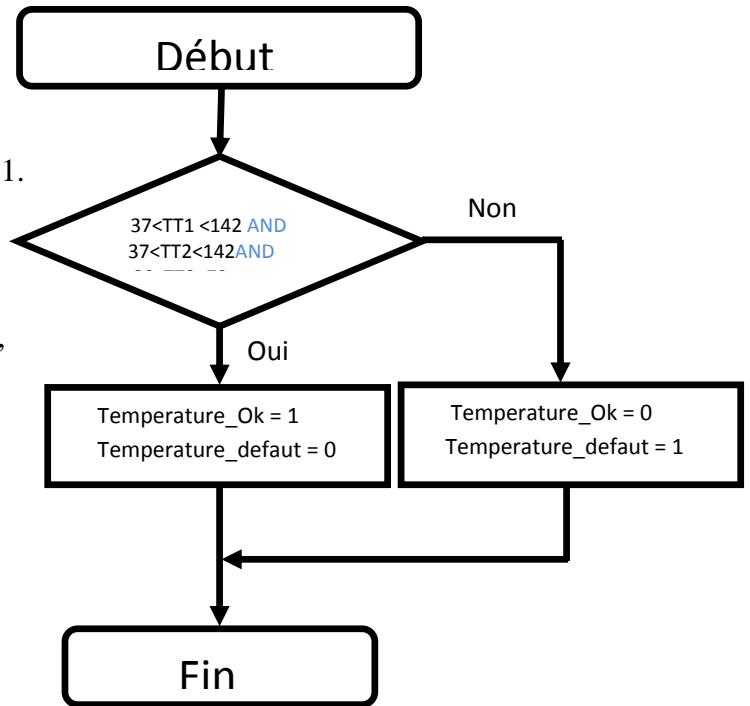 Début
1.
37<TT1 <142 AND
37<TT2<142AND
Non
,
Oui
Temperature_Ok = 1
Temperature_defaut = 0
Temperature_Ok = 0
Temperature_defaut = 1
Fin